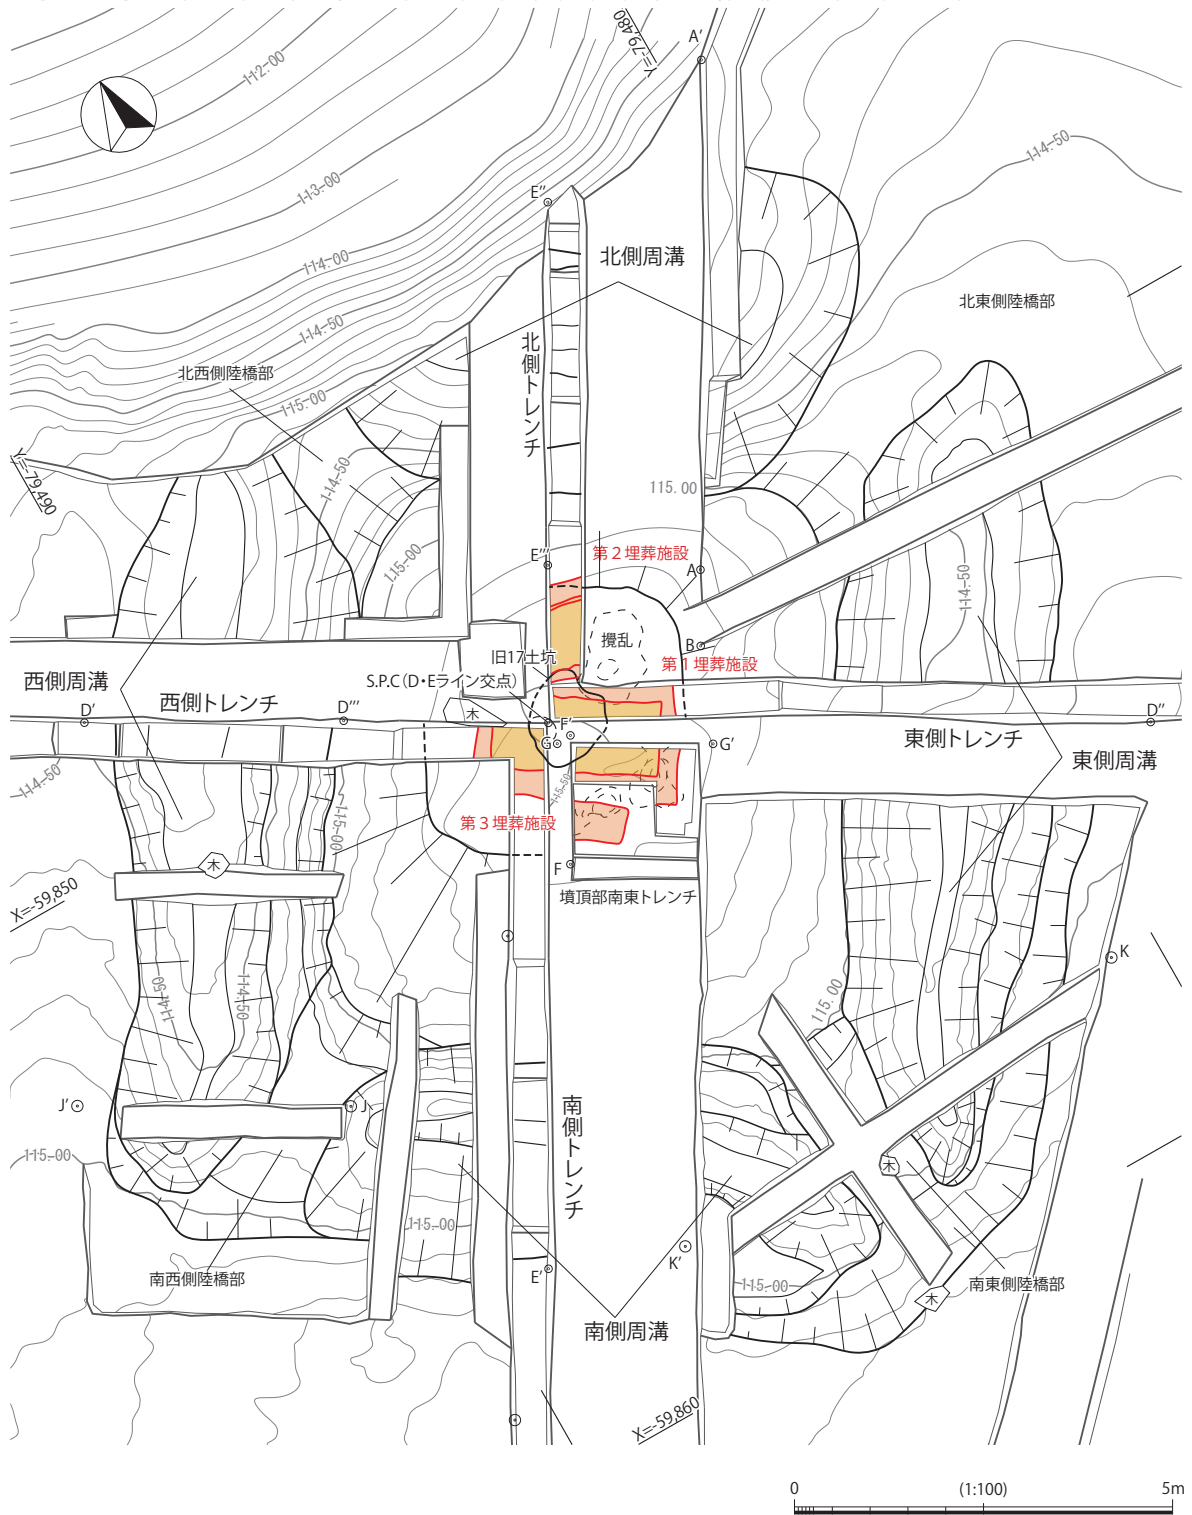 Y=-79,480
A'
112.00
114.50
113.00
E''
北側周溝
114.00
北東側陸橋部
114.50
北側トレンチ
北西側陸橋部
115.00
Y=-79,490
114.50
115.00
E'''
第2埋葬施設
A
115.00
114.50
攪乱
B
旧17土坑
第1埋葬施設
S.P.C(D・Eライン交点)
西側周溝
西側トレンチ
木
D'
D'''
F'
G
G'
D''
東側トレンチ
東側周溝
114.50
115.50
115.00
第3埋葬施設
木
F
墳頂部南東トレンチ
X=-59,850
K
114.50
114.50
115.00
J'
J
南側トレンチ
115.00
木
115.00
K'
E'
115.00
南西側陸橋部
南東側陸橋部
木
南側周溝
X=-59,860
0
(1:100)
5m